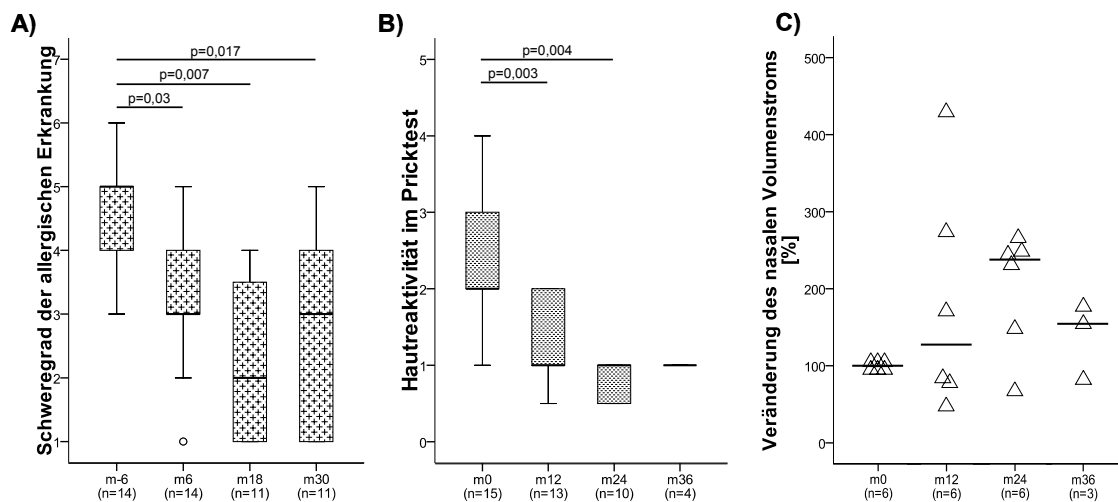 A)
Schweregrad der allergischen Erkrankung
7
6
5
4
3
2
1
p=0,017
p=0,007
p=0,03
m-6 m6 m18 m30
(n=14) (n=14) (n=11) (n=11)
B)
Hautreaktivität im Pricktest
5
4
3
2
1
0
p=0,004
p=0,003
m0 m12 m24 m36
(n=15) (n=13) (n=10) (n=4)
C)
Veränderung des nasalen Volumenstroms
[%]
500
400
300
200
100
0
m0 m12 m24 m36
(n=6) (n=6) (n=6) (n=3)